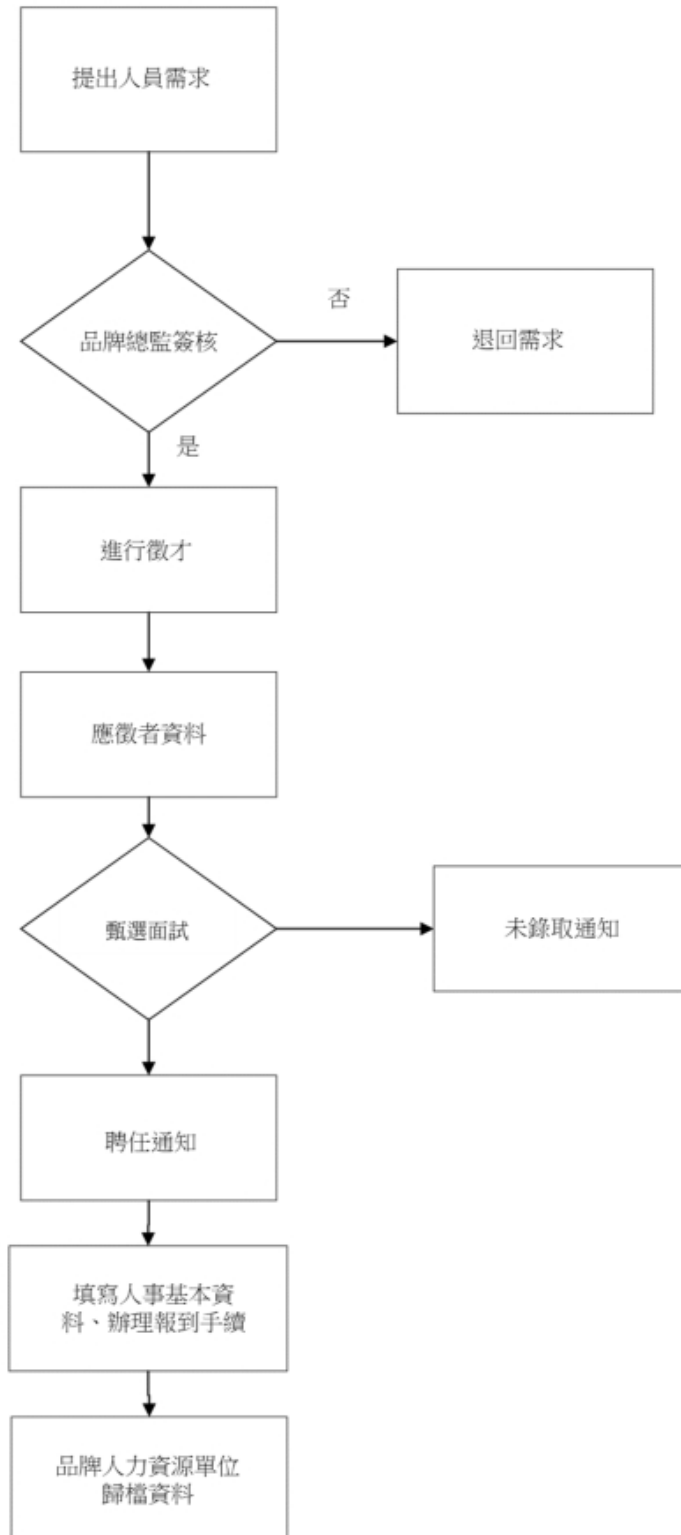 提出人員需求
品牌總監簽核
否
退回需求
是
進行徵才
應徵者資料
甄選面試
未錄取通知
聘任通知
填寫人事基本資
料、辦理報到手續
品牌人力資源單位
歸檔資料